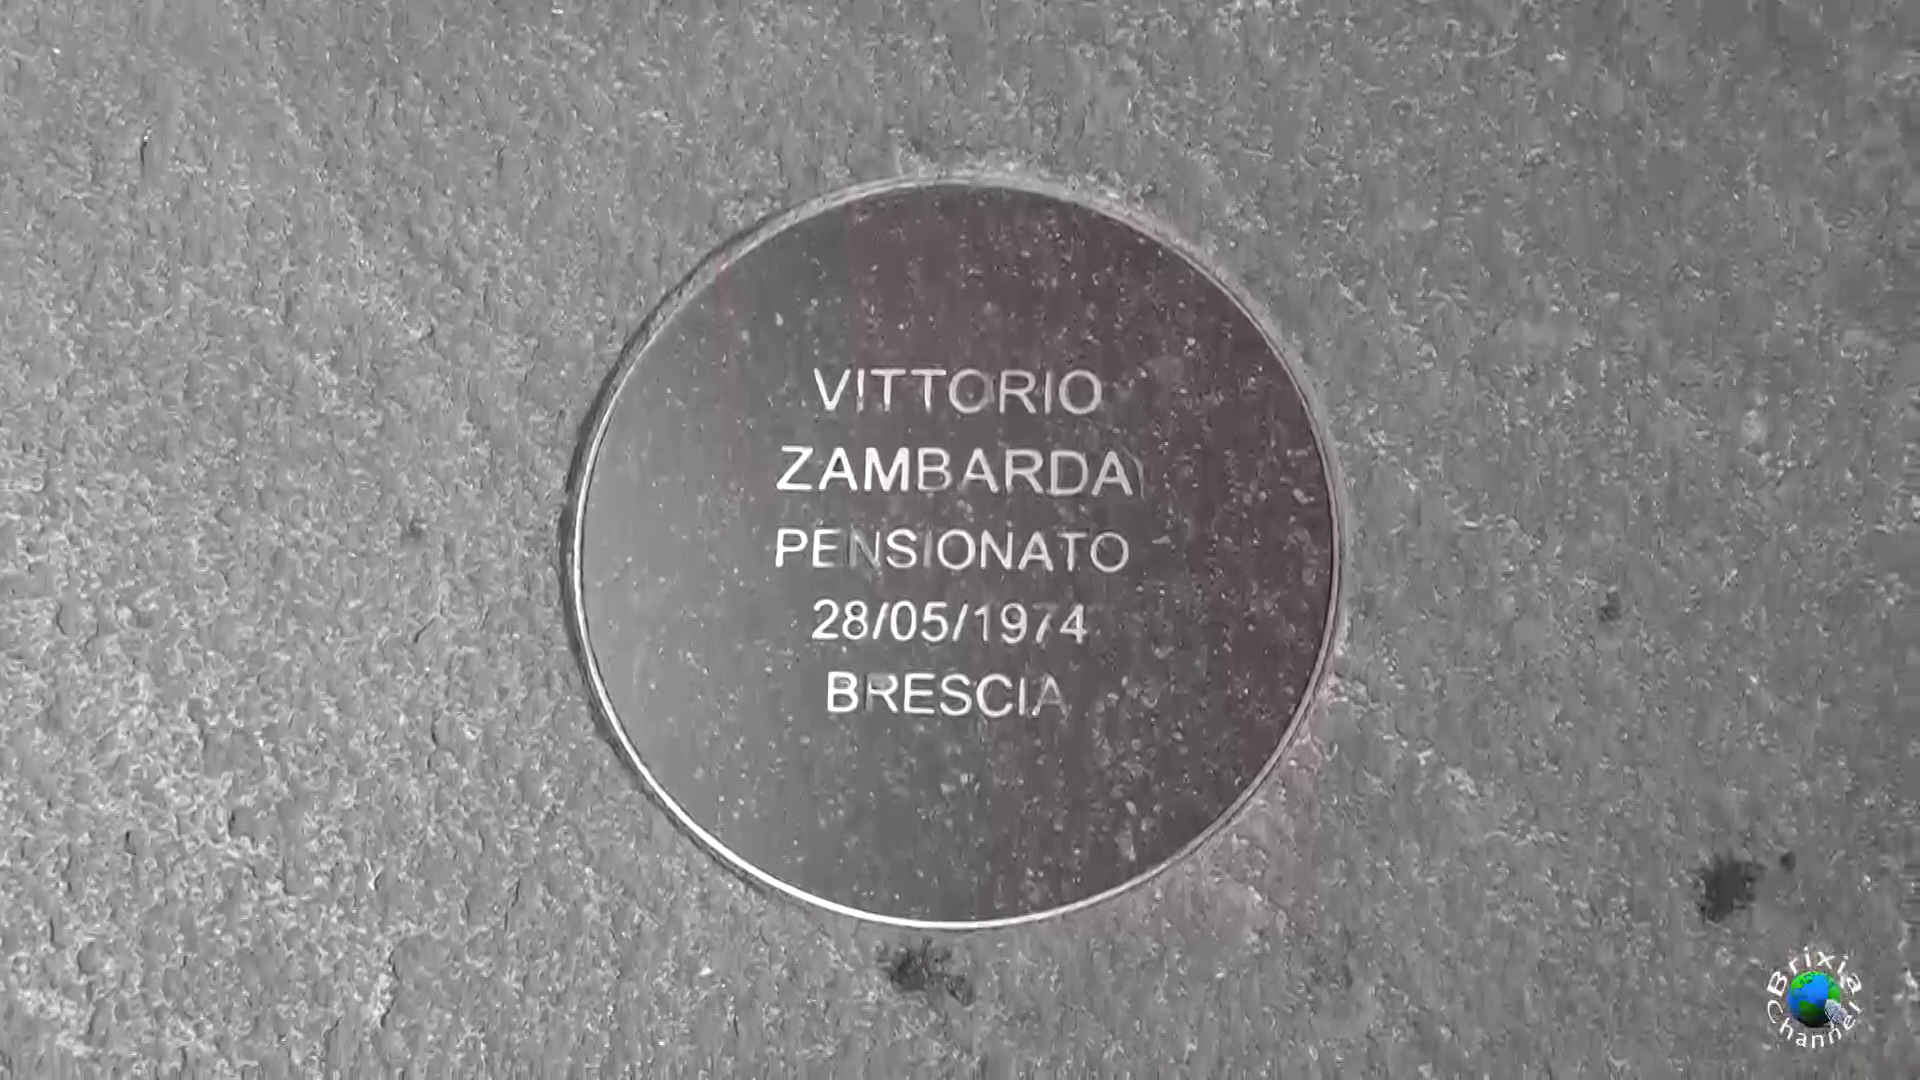 VITTORIO
ZAMBARDA
PENSIONATO
28/05/1974
BRESCIA
Brixia
Channel